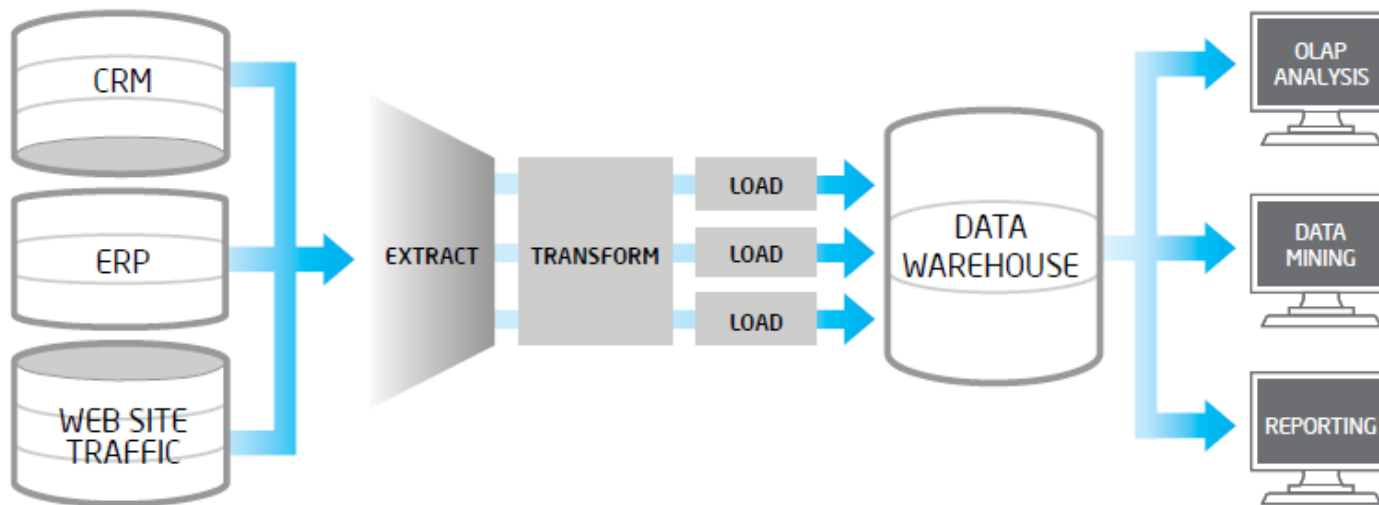 CRM
ERP
WEB SITE
TRAFFIC
EXTRACT
TRANSFORM
LOAD
LOAD
LOAD
DATA
WAREHOUSE
OLAP
ANALYSIS
DATA
MINING
REPORTING